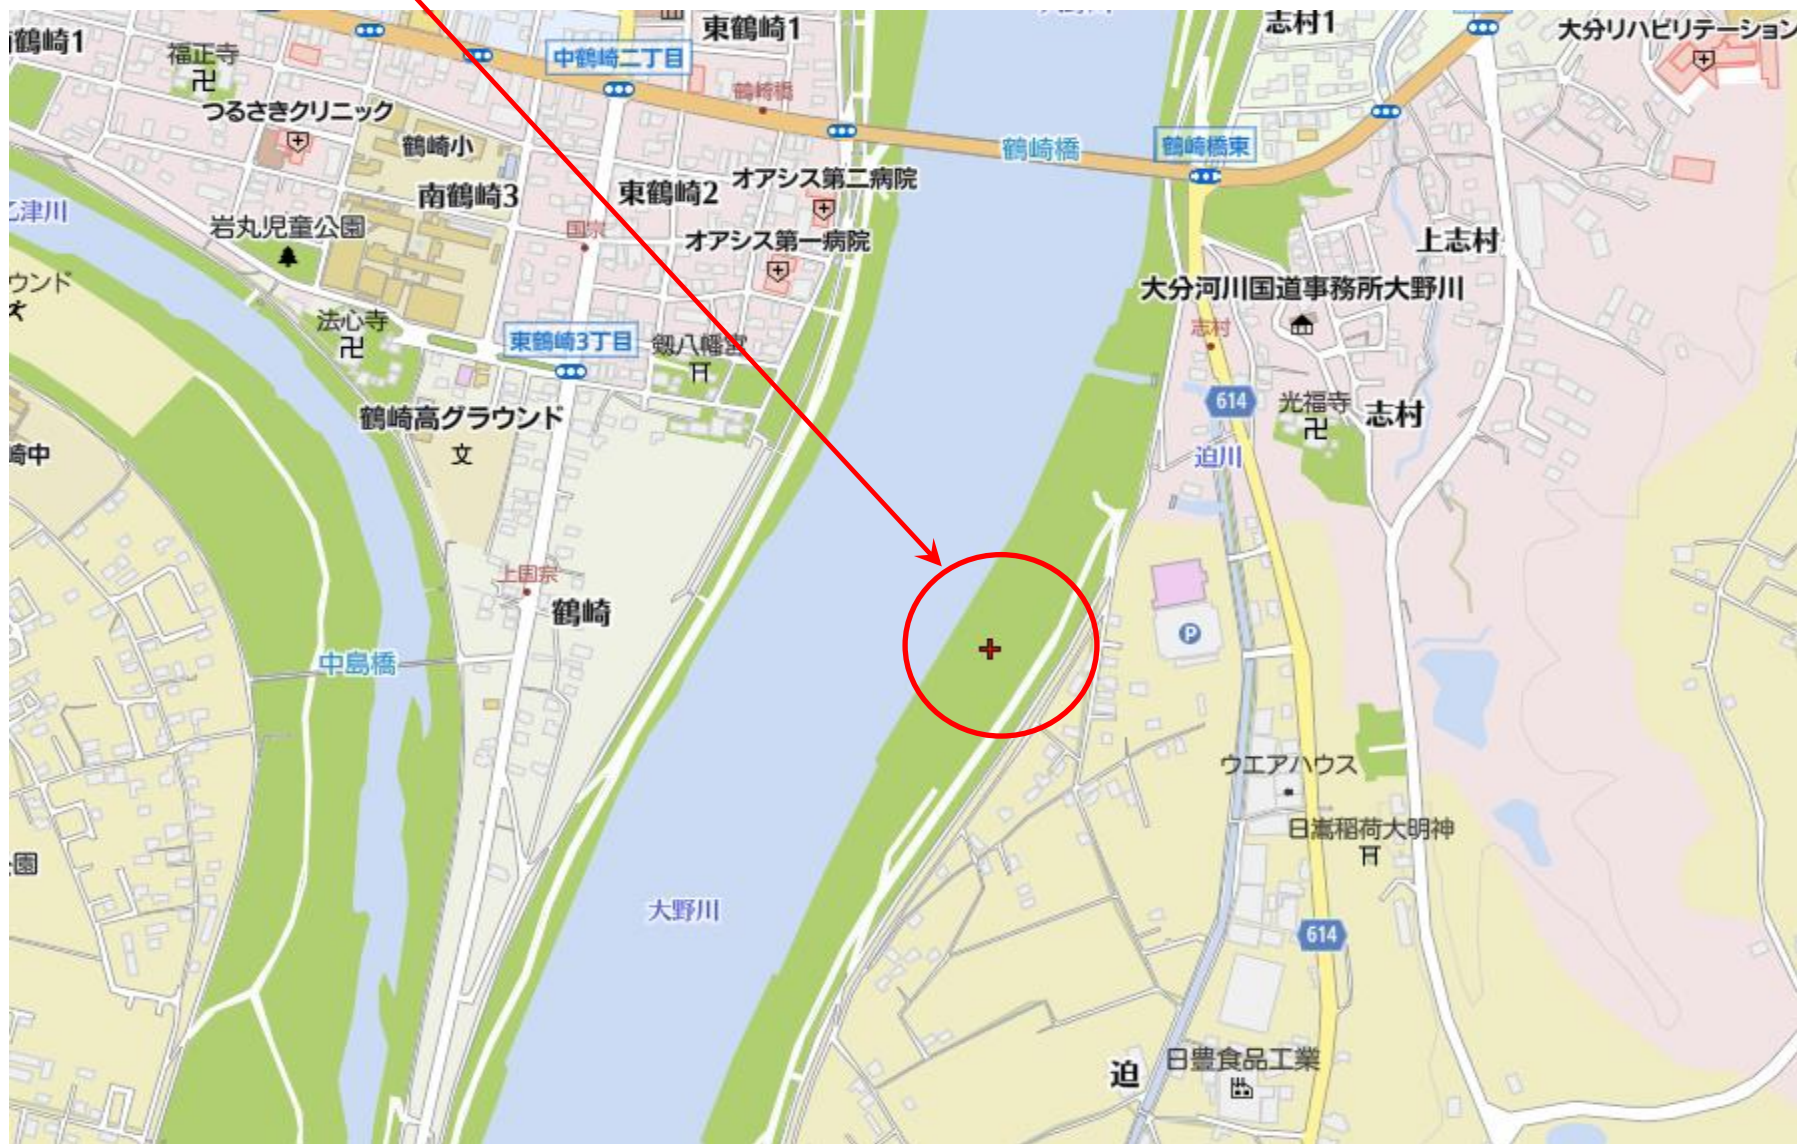 東鶴崎1
志村1
大分リハビリテーション
鶴崎1
福正寺
中鶴崎二丁目
鶴崎橋
つるさきクリニック
鶴崎小
鶴崎橋
鶴崎橋東
南鶴崎3
東鶴崎2
オアシス第二病院
乙津川
岩丸児童公園
国宗
オアシス第一病院
上志村
ウンド
大分河川国道事務所大野川
法心寺
東鶴崎3丁目
剱八幡宮
志村
614
光福寺
志村
鶴崎高グラウンド
文
崎中
迫川
上国宗
鶴崎
P
中島橋
ウエアハウス
日嵩稲荷大明神
公園
大野川
614
迫
日豊食品工業